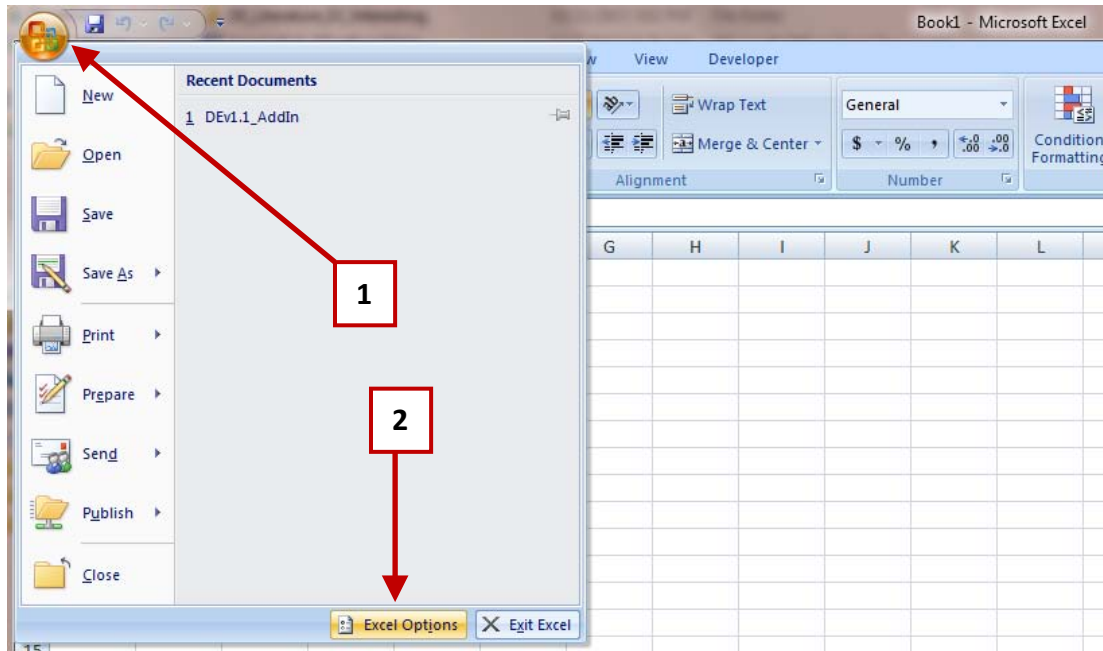 Book1 - Microsoft Excel
View Developer
New
Open
Save
Save As
Print
Prepare
Send
Publish
Close
Recent Documents
1 DEv1.1_AddIn
1
2
Excel Options
Exit Excel
Wrap Text
Merge & Center
Alignment
General
$ % ,
Number
Condition
Formatting
G H I J K L
15